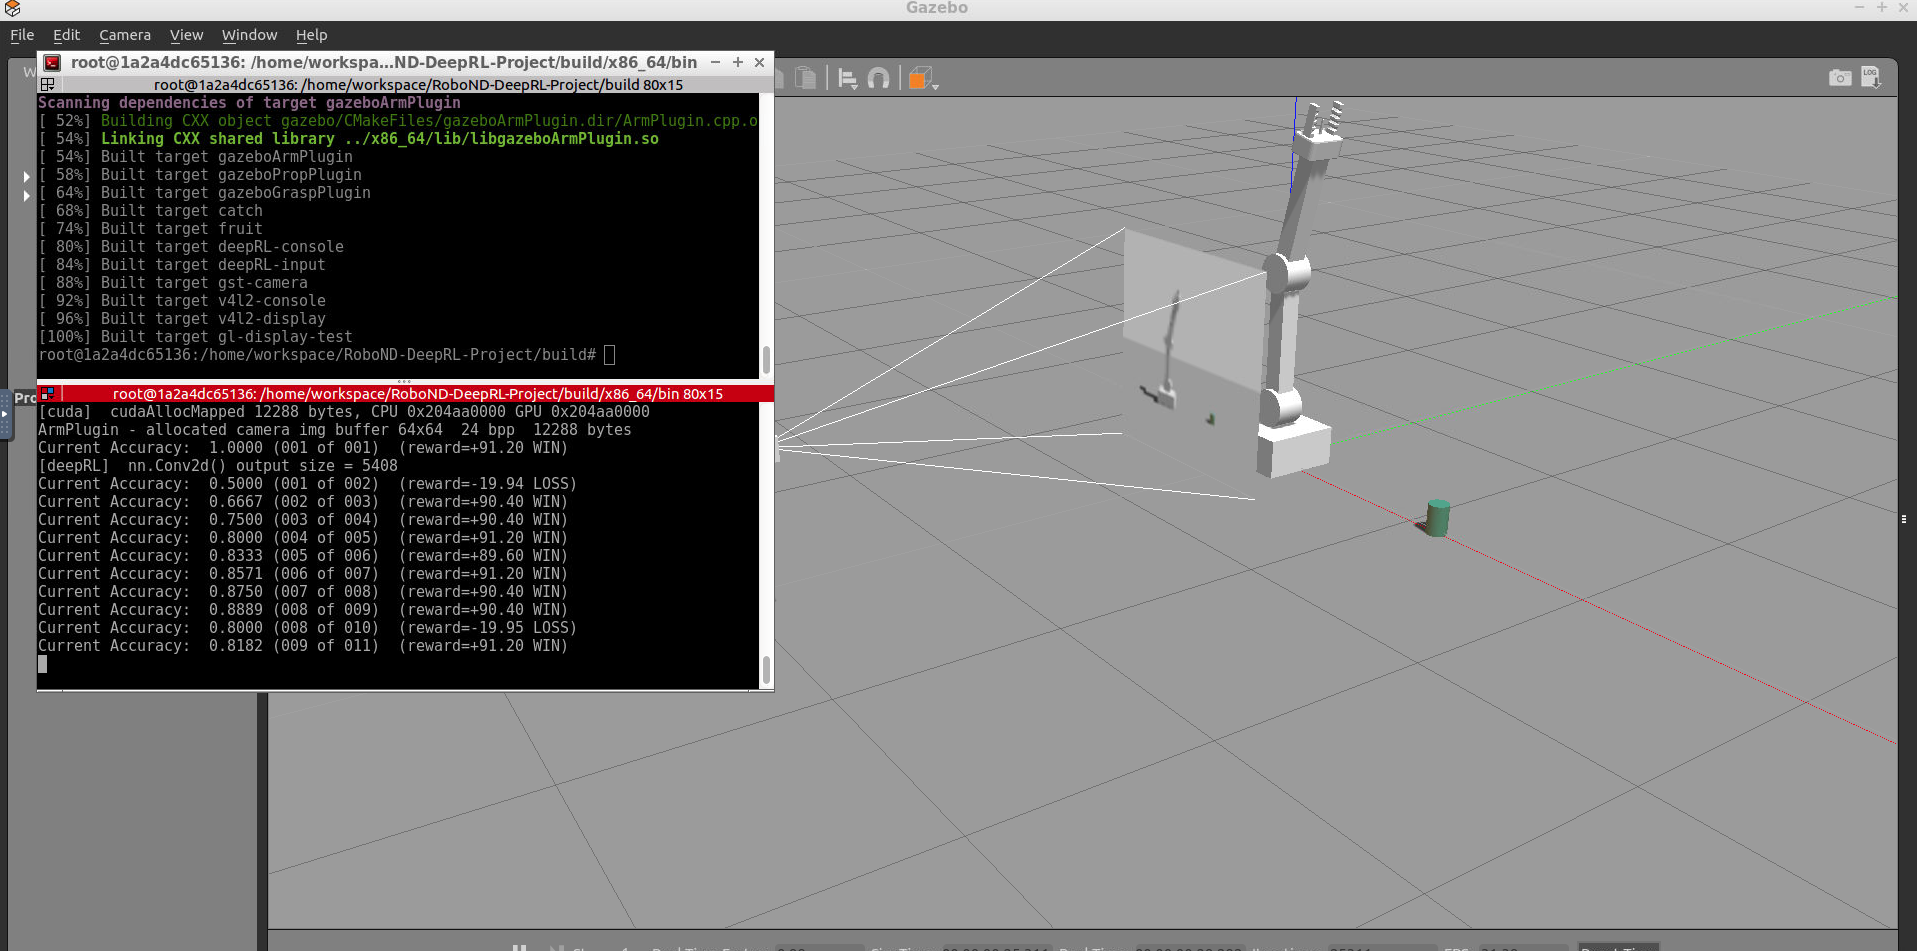 Gazebo
File Edit Camera View Window Help
W
LOG
root@1a2a4dc65136: /home/workspa...ND-DeepRL-Project/build/x86_64/bin
root@1a2a4dc65136: /home/workspace/RoboND-DeepRL-Project/build 80x15
Scanning dependencies of target gazeboArmPlugin
[ 52%] Building CXX object gazebo/CMakeFiles/gazeboArmPlugin.dir/ArmPlugin.cpp.o
[ 54%] Linking CXX shared library ../x86_64/lib/libgazeboArmPlugin.so
[ 54%] Built target gazeboArmPlugin
[ 58%] Built target gazeboPropPlugin
[ 64%] Built target gazeboGraspPlugin
[ 68%] Built target catch
[ 74%] Built target fruit
[ 80%] Built target deepRL-console
[ 84%] Built target deepRL-input
[ 88%] Built target gst-camera
[ 92%] Built target v4l2-console
[ 96%] Built target v4l2-display
[100%] Built target gl-display-test
root@1a2a4dc65136:/home/workspace/RoboND-DeepRL-Project/build#
Pro
root@1a2a4dc65136: /home/workspace/RoboND-DeepRL-Project/build/x86_64/bin 80x15
[cuda]  cudaAllocMapped 12288 bytes, CPU 0x204aa0000 GPU 0x204aa0000
ArmPlugin - allocated camera img buffer 64x64  24 bpp  12288 bytes
Current Accuracy:  1.0000 (001 of 001)  (reward=+91.20 WIN)
[deepRL]  nn.Conv2d() output size = 5408
Current Accuracy:  0.5000 (001 of 002)  (reward=-19.94 LOSS)
Current Accuracy:  0.6667 (002 of 003)  (reward=+90.40 WIN)
Current Accuracy:  0.7500 (003 of 004)  (reward=+90.40 WIN)
Current Accuracy:  0.8000 (004 of 005)  (reward=+91.20 WIN)
Current Accuracy:  0.8333 (005 of 006)  (reward=+89.60 WIN)
Current Accuracy:  0.8571 (006 of 007)  (reward=+91.20 WIN)
Current Accuracy:  0.8750 (007 of 008)  (reward=+90.40 WIN)
Current Accuracy:  0.8889 (008 of 009)  (reward=+90.40 WIN)
Current Accuracy:  0.8000 (008 of 010)  (reward=-19.95 LOSS)
Current Accuracy:  0.8182 (009 of 011)  (reward=+91.20 WIN)